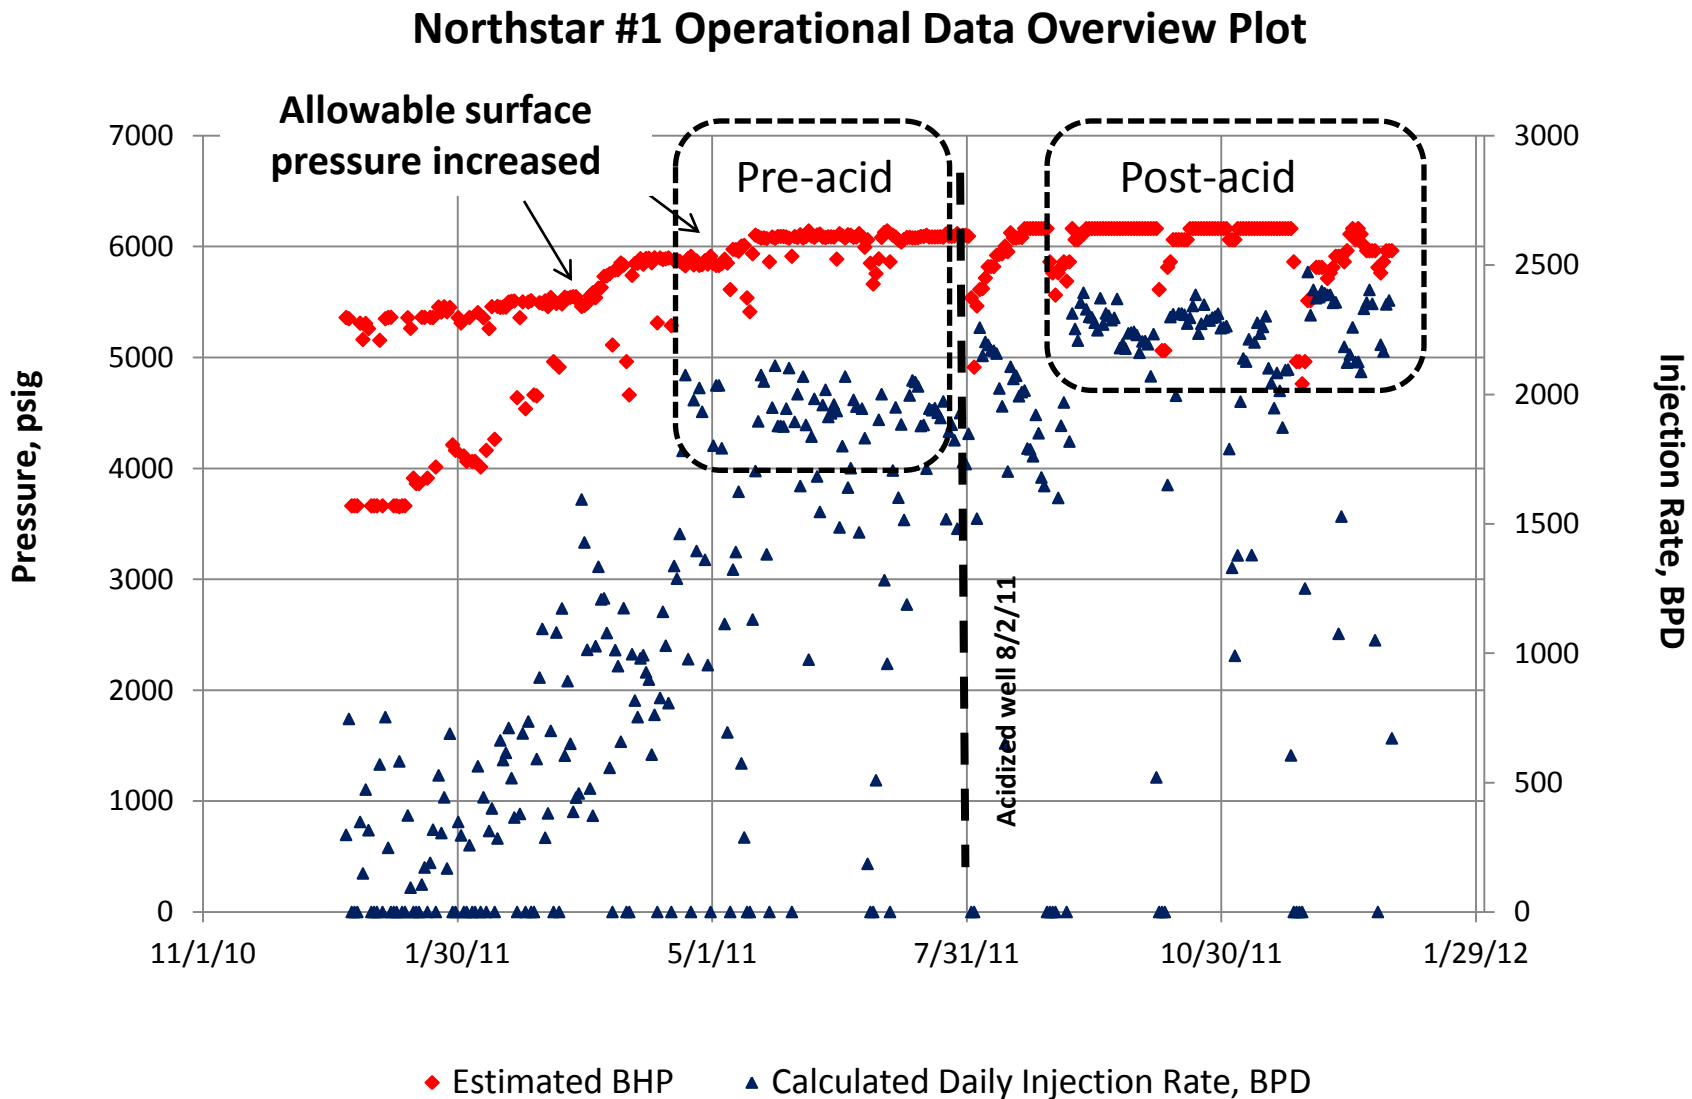 Northstar #1 Operational Data Overview Plot
Allowable surface
pressure increased
Pre-acid
Post-acid
7000
6000
5000
4000
3000
2000
1000
0
Pressure, psig
3000
2500
2000
1500
1000
500
0
Injection Rate, BPD
Acidized well 8/2/11
11/1/10
1/30/11
5/1/11
7/31/11
10/30/11
1/29/12
Estimated BHP
Calculated Daily Injection Rate, BPD